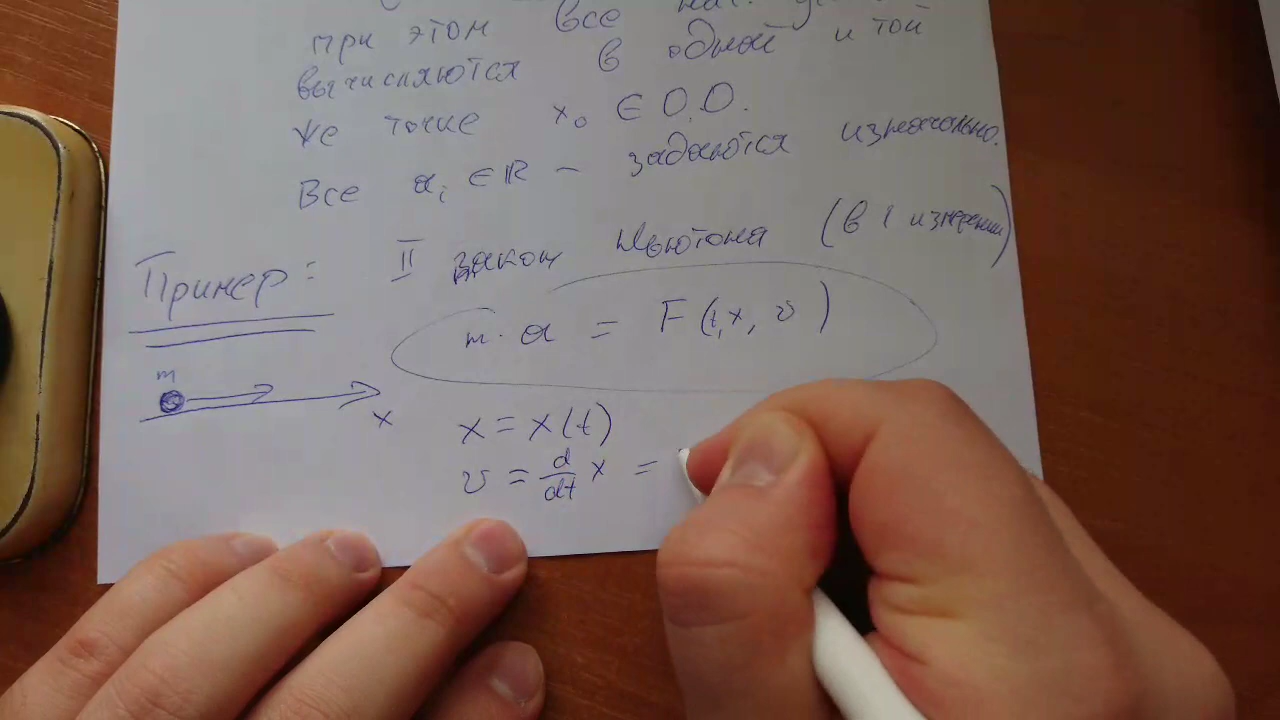 при этом все нач.
вычисляются в одной и той
же точке x₀ ∈ O.O.
Все aᵢ ∈ ℝ – задаются изначально.
Пример: II закон Ньютона (в 1 измерении)
m · a = F(t, x, v)
m
x
x = x(t)
v = d/dt x =